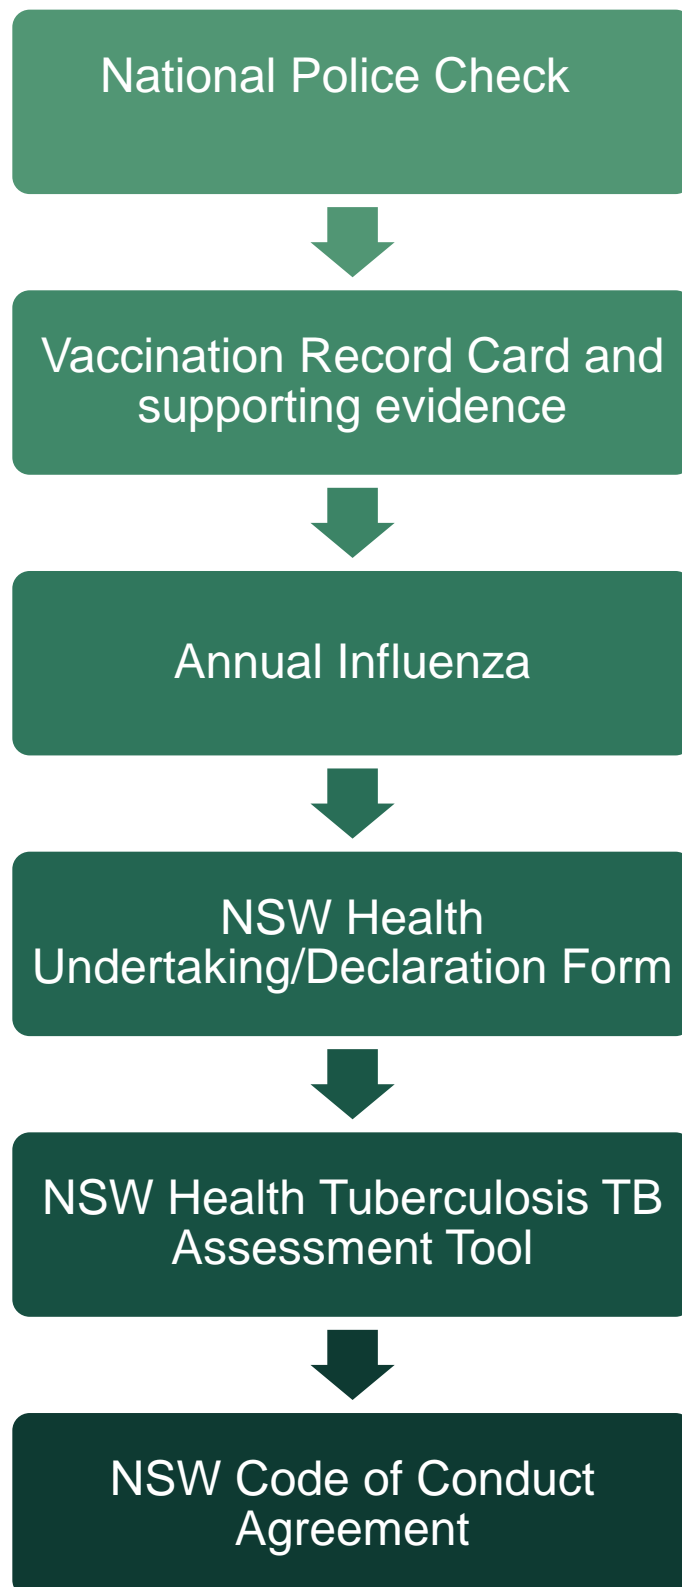 National Police Check
Vaccination Record Card and
supporting evidence
Annual Influenza
NSW Health
Undertaking/Declaration Form
NSW Health Tuberculosis TB
Assessment Tool
NSW Code of Conduct
Agreement